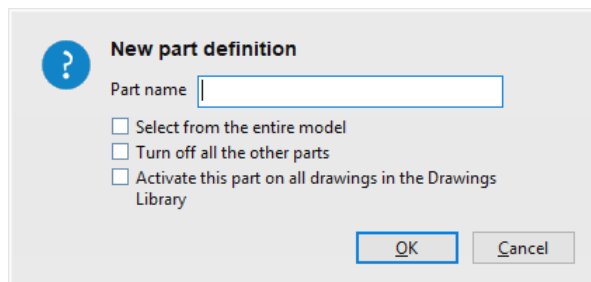 New part definition
Part name
Select from the entire model
Turn off all the other parts
Activate this part on all drawings in the Drawings
Library
OK Cancel